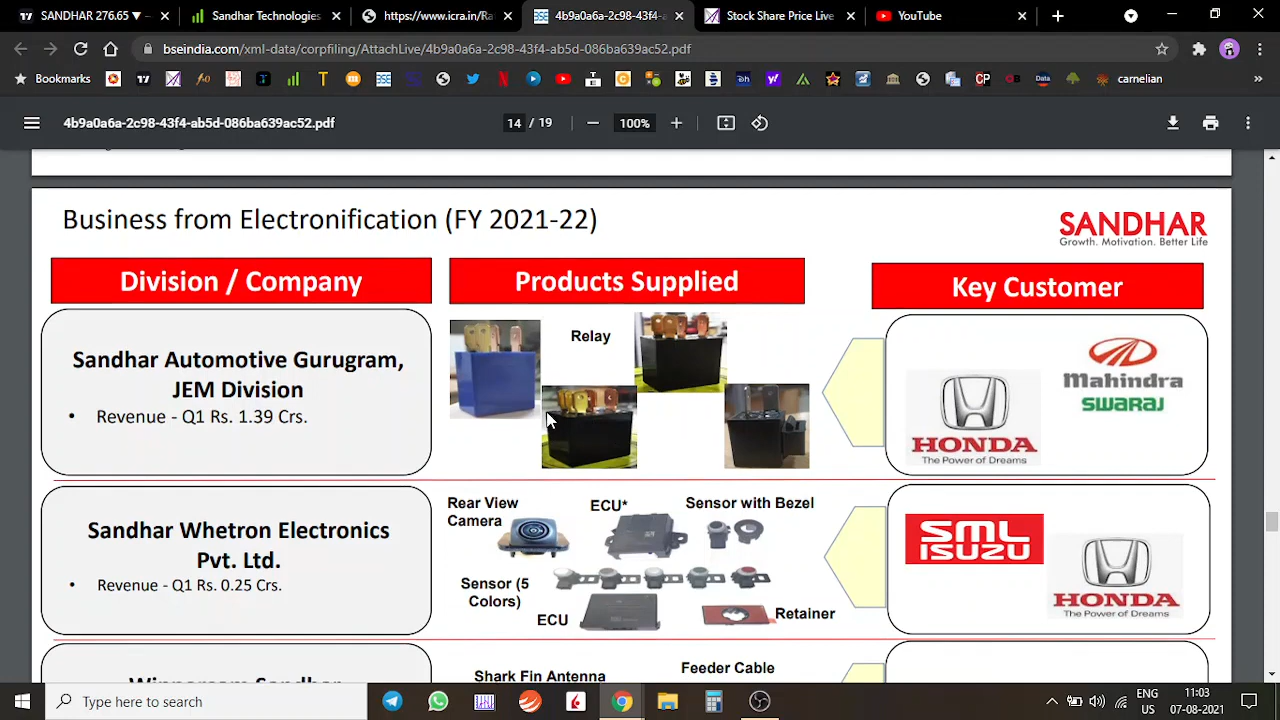 SANDHAR 276.65 ▼
Sandhar Technologies
https://www.icra.in/Ra
4b9a0a6a-2c98-43f4-
Stock Share Price Live
YouTube
bseindia.com/xml-data/corpfiling/AttachLive/4b9a0a6a-2c98-43f4-ab5d-086ba639ac52.pdf
Bookmarks
carnelian
4b9a0a6a-2c98-43f4-ab5d-086ba639ac52.pdf
14 / 19
100%
Business from Electronification (FY 2021-22)
SANDHAR
Growth. Motivation. Better Life
Division / Company
Products Supplied
Key Customer
Sandhar Automotive Gurugram,
JEM Division
• Revenue - Q1 Rs. 1.39 Crs.
Relay
HONDA
The Power of Dreams
Mahindra
SWARAJ
Sandhar Whetron Electronics
Pvt. Ltd.
• Revenue - Q1 Rs. 0.25 Crs.
Rear View
Camera
ECU*
Sensor with Bezel
Sensor (5
Colors)
ECU
Retainer
SML
ISUZU
HONDA
The Power of Dreams
Shark Fin Antenna
Feeder Cable
Type here to search
ENG
US
11:03
07-08-2021